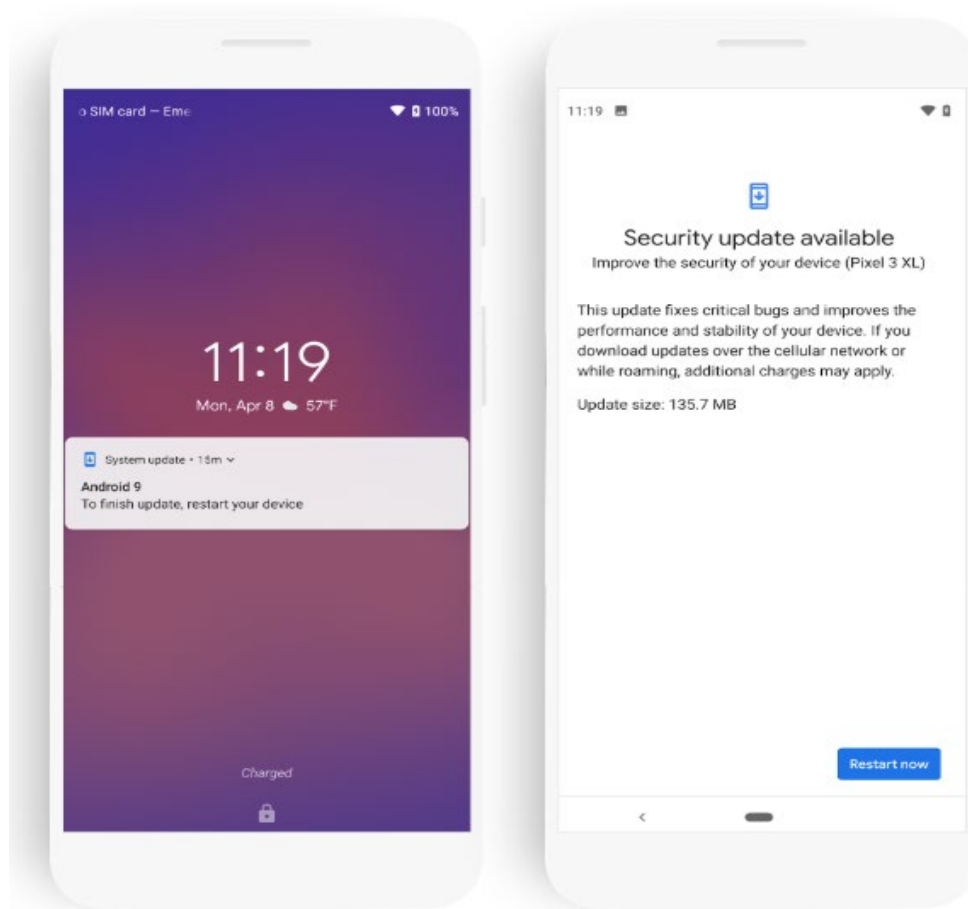 o SIM card — Eme
100%
11:19
Mon, Apr 8 57°F
System update • 15m
Android 9
To finish update, restart your device
Charged
11:19
Security update available
Improve the security of your device (Pixel 3 XL)
This update fixes critical bugs and improves the
performance and stability of your device. If you
download updates over the cellular network or
while roaming, additional charges may apply.
Update size: 135.7 MB
Restart now